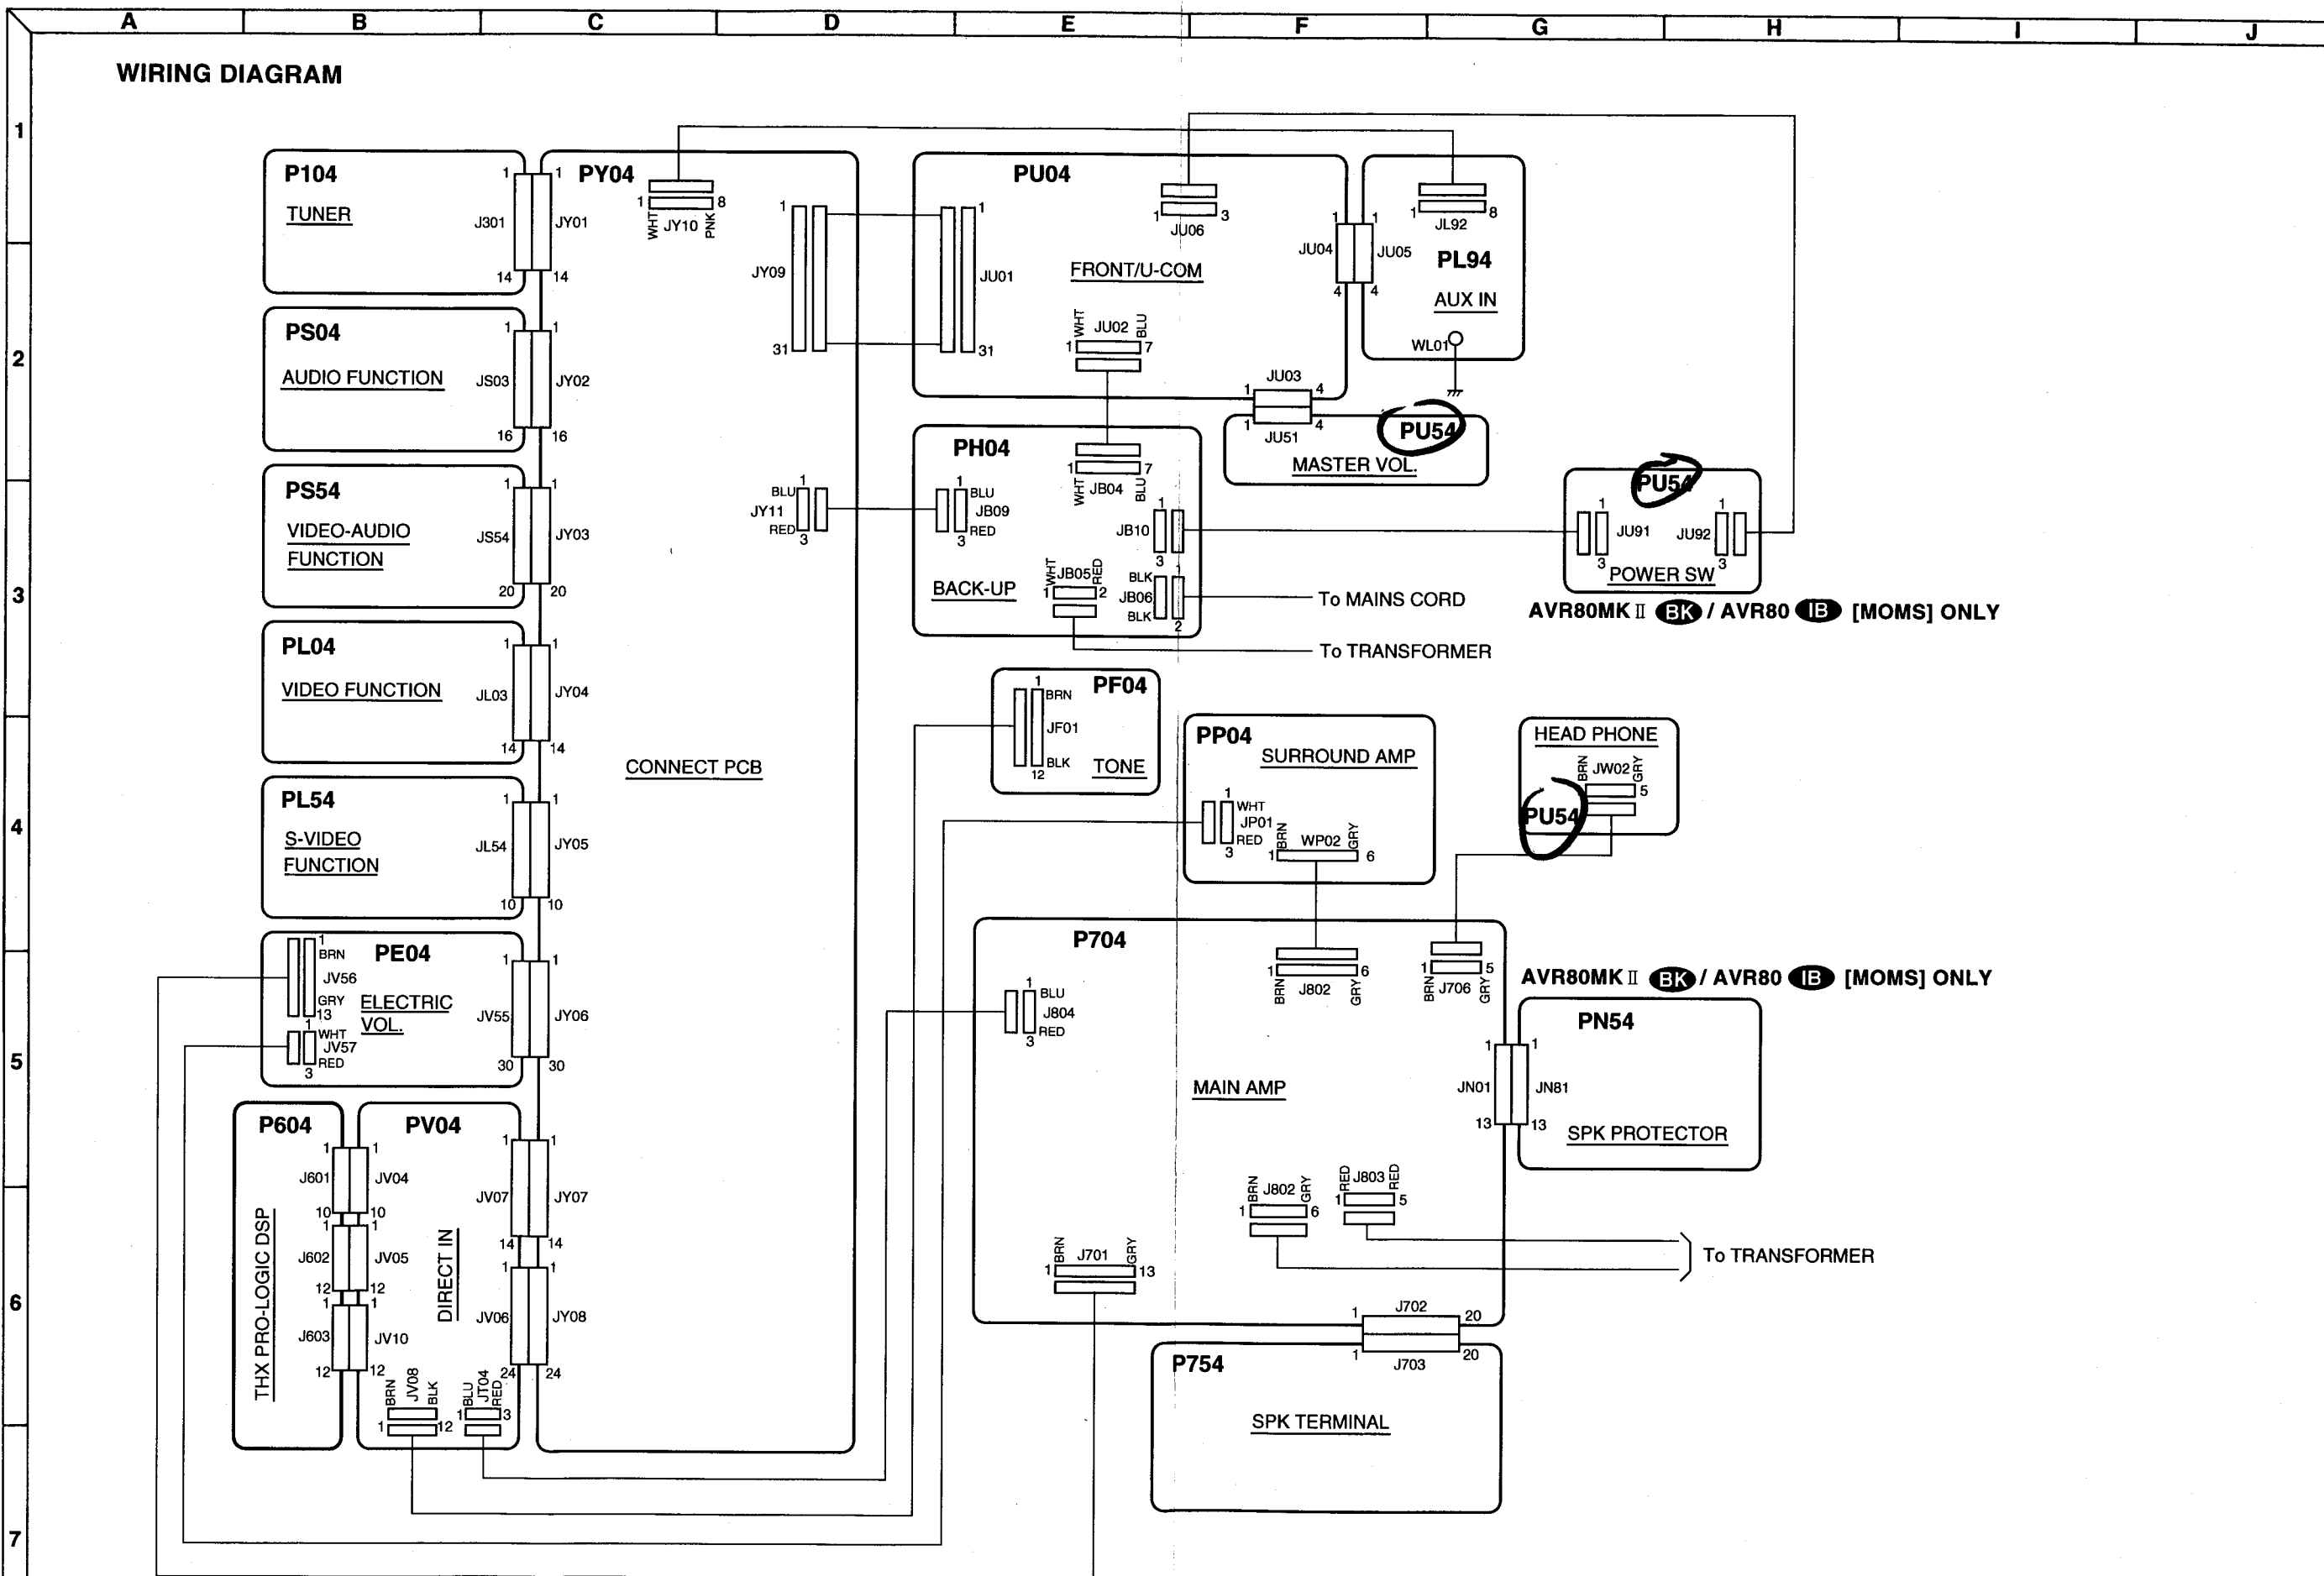 A B C D E F G H I J
WIRING DIAGRAM
1
2
3
4
5
6
7
P104
TUNER
1 1
J301 JY01
14 14
PS04
AUDIO FUNCTION
1 1
JS03 JY02
16 16
PS54
VIDEO-AUDIO
FUNCTION
1 1
JS54 JY03
20 20
PL04
VIDEO FUNCTION
1 1
JL03 JY04
14 14
PL54
S-VIDEO
FUNCTION
1 1
JL54 JY05
10 10
PE04
ELECTRIC
VOL.
1
BRN
JV56
GRY
13
1
WHT
JV57
RED
3
1 1
JV55 JY06
30 30
P604
THX PRO-LOGIC DSP
1 1
J601 JV04
10 10
1 1
J602 JV05
12 12
1 1
J603 JV10
12 12
PV04
DIRECT IN
1 1
JV07 JY07
14 14
1 1
JV06 JY08
24 24
BRN JV08 BLK
1 12
BLU JT04 RED
1 3
PY04
CONNECT PCB
1 8
WHT JY10 PNK
1
JY09
31
1
BLU
JY11
RED
3
PU04
FRONT/U-COM
1
JU01
31
1 3
JU06
WHT JU02 BLU
1 7
1 1
JU04 JU05
4 4
JU03
1 4
1 4
JU51
PL94
AUX IN
1 8
JL92
WL01
PU54
MASTER VOL.
PH04
BACK-UP
1 7
WHT JB04 BLU
1
BLU
JB09
RED
3
1
JB10
3
WHT JB05 RED
1 2
1
BLK
JB06
BLK
2
To MAINS CORD
To TRANSFORMER
PU54
1
JU91
3
1
JU92
3
POWER SW
AVR80MK II BK / AVR80 IB [MOMS] ONLY
PF04
TONE
1
BRN
JF01
BLK
12
PP04
SURROUND AMP
1
WHT
JP01
RED
3
BRN WP02 GRY
1 6
HEAD PHONE
BRN JW02 GRY
5
PU54
P704
MAIN AMP
1
BLU
J804
RED
3
1 6
BRN J802 GRY
1 5
BRN J706 GRY
AVR80MK II BK / AVR80 IB [MOMS] ONLY
PN54
SPK PROTECTOR
1 1
JN01 JN81
13 13
BRN J802 GRY
1 6
RED J803 RED
1 5
To TRANSFORMER
BRN J701 GRY
1 13
1 J702 20
1 J703 20
P754
SPK TERMINAL